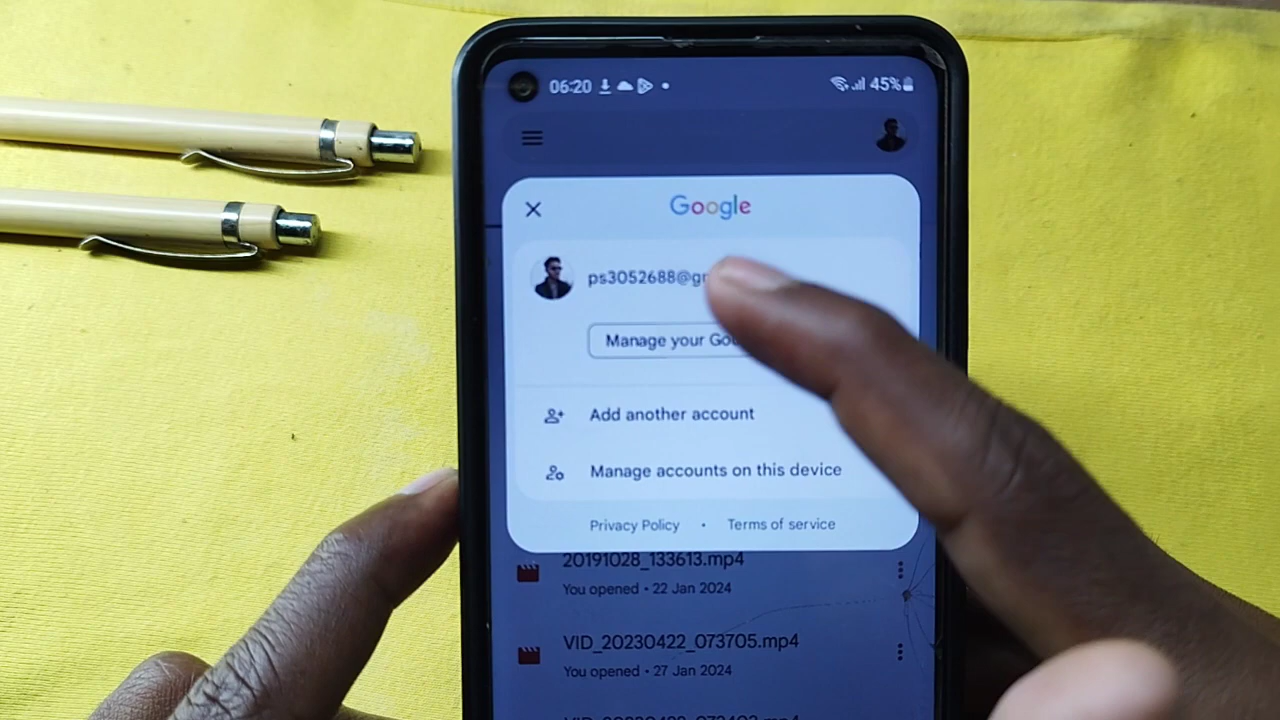 06:20 45%
Google
ps3052688@g
Manage your Go
Add another account
Manage accounts on this device
Privacy Policy • Terms of service
20191028_133613.mp4
You opened • 22 Jan 2024
VID_20230422_073705.mp4
You opened • 27 Jan 2024